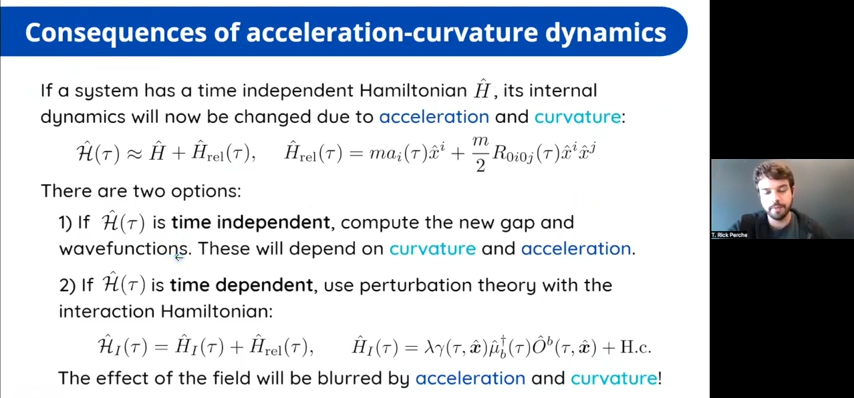 Consequences of acceleration-curvature dynamics
If a system has a time independent Hamiltonian Ĥ, its internal
dynamics will now be changed due to acceleration and curvature:
ℋ̂(τ) ≈ Ĥ + Ĥ_rel(τ), Ĥ_rel(τ) = ma_i(τ)x̂^i + m/2 R_{0i0j}(τ)x̂^i x̂^j
There are two options:
1) If ℋ̂(τ) is time independent, compute the new gap and
wavefunctions. These will depend on curvature and acceleration.
2) If ℋ̂(τ) is time dependent, use perturbation theory with the
interaction Hamiltonian:
ℋ̂_I(τ) = Ĥ_I(τ) + Ĥ_rel(τ), Ĥ_I(τ) = λγ(τ, x̂)μ̂_b^†(τ)Ô^b(τ, x̂) + H.c.
The effect of the field will be blurred by acceleration and curvature!
T. Rick Perche